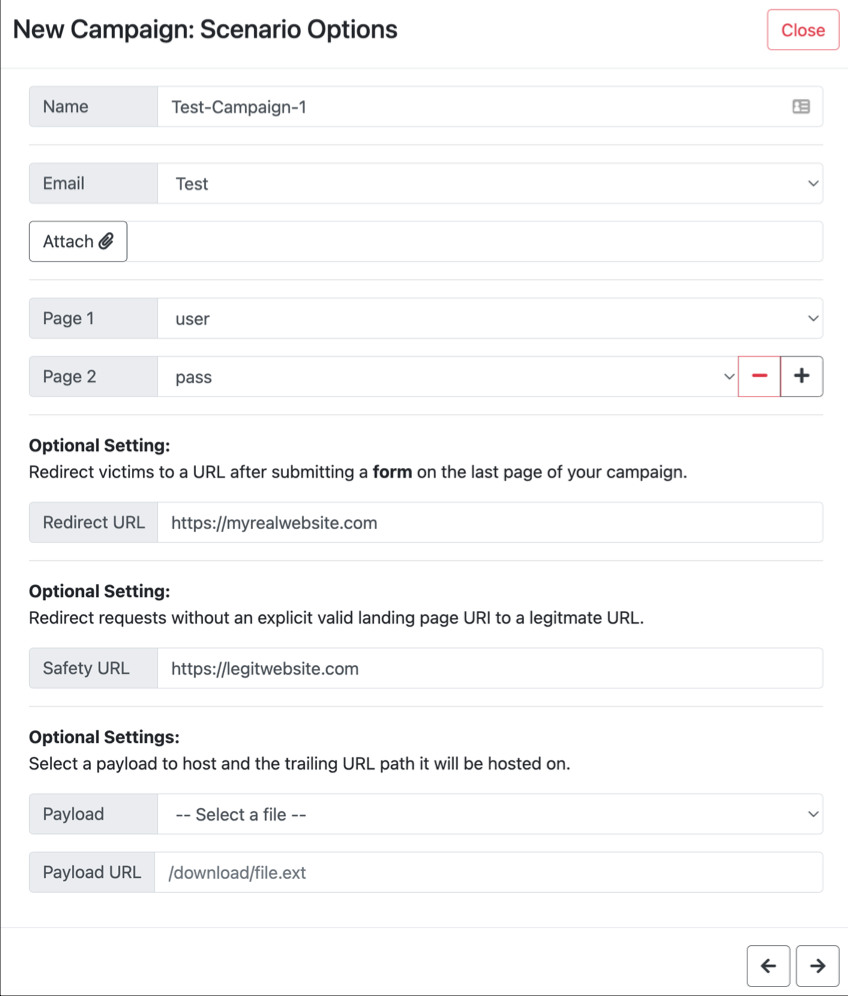 New Campaign: Scenario Options
Close
Name
Test-Campaign-1
Email
Test
Attach
Page 1
user
Page 2
pass
Optional Setting:
Redirect victims to a URL after submitting a form on the last page of your campaign.
Redirect URL
https://myrealwebsite.com
Optional Setting:
Redirect requests without an explicit valid landing page URI to a legitmate URL.
Safety URL
https://legitwebsite.com
Optional Settings:
Select a payload to host and the trailing URL path it will be hosted on.
Payload
-- Select a file --
Payload URL
/download/file.ext